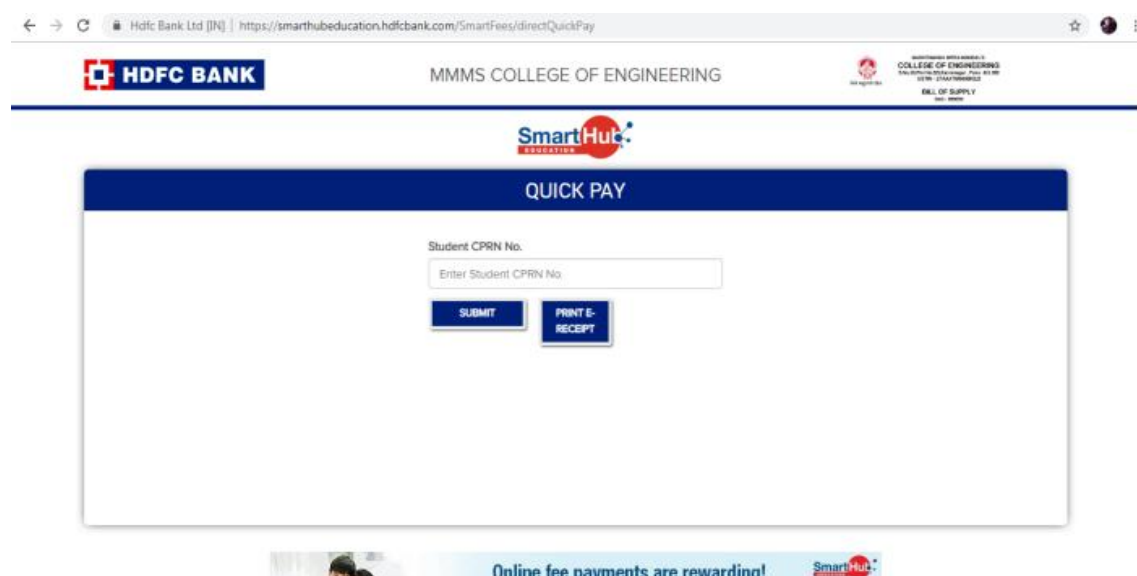 Hdfc Bank Ltd [IN] | https://smarthubeducation.hdfcbank.com/SmartFees/directQuickPay
HDFC BANK
MMMS COLLEGE OF ENGINEERING
COLLEGE OF ENGINEERING
BILL OF SUPPLY
SmartHub
EDUCATION
QUICK PAY
Student CPRN No.
Enter Student CPRN No.
SUBMIT
PRINT E-
RECEIPT
Online fee payments are rewarding!
SmartHub